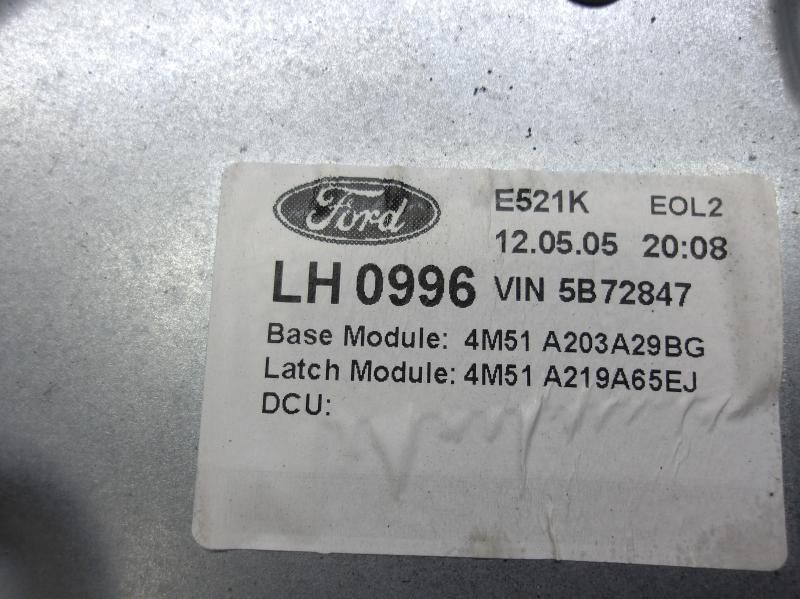 Ford
E521K EOL2
12.05.05 20:08
LH 0996 VIN 5B72847
Base Module: 4M51 A203A29BG
Latch Module: 4M51 A219A65EJ
DCU: